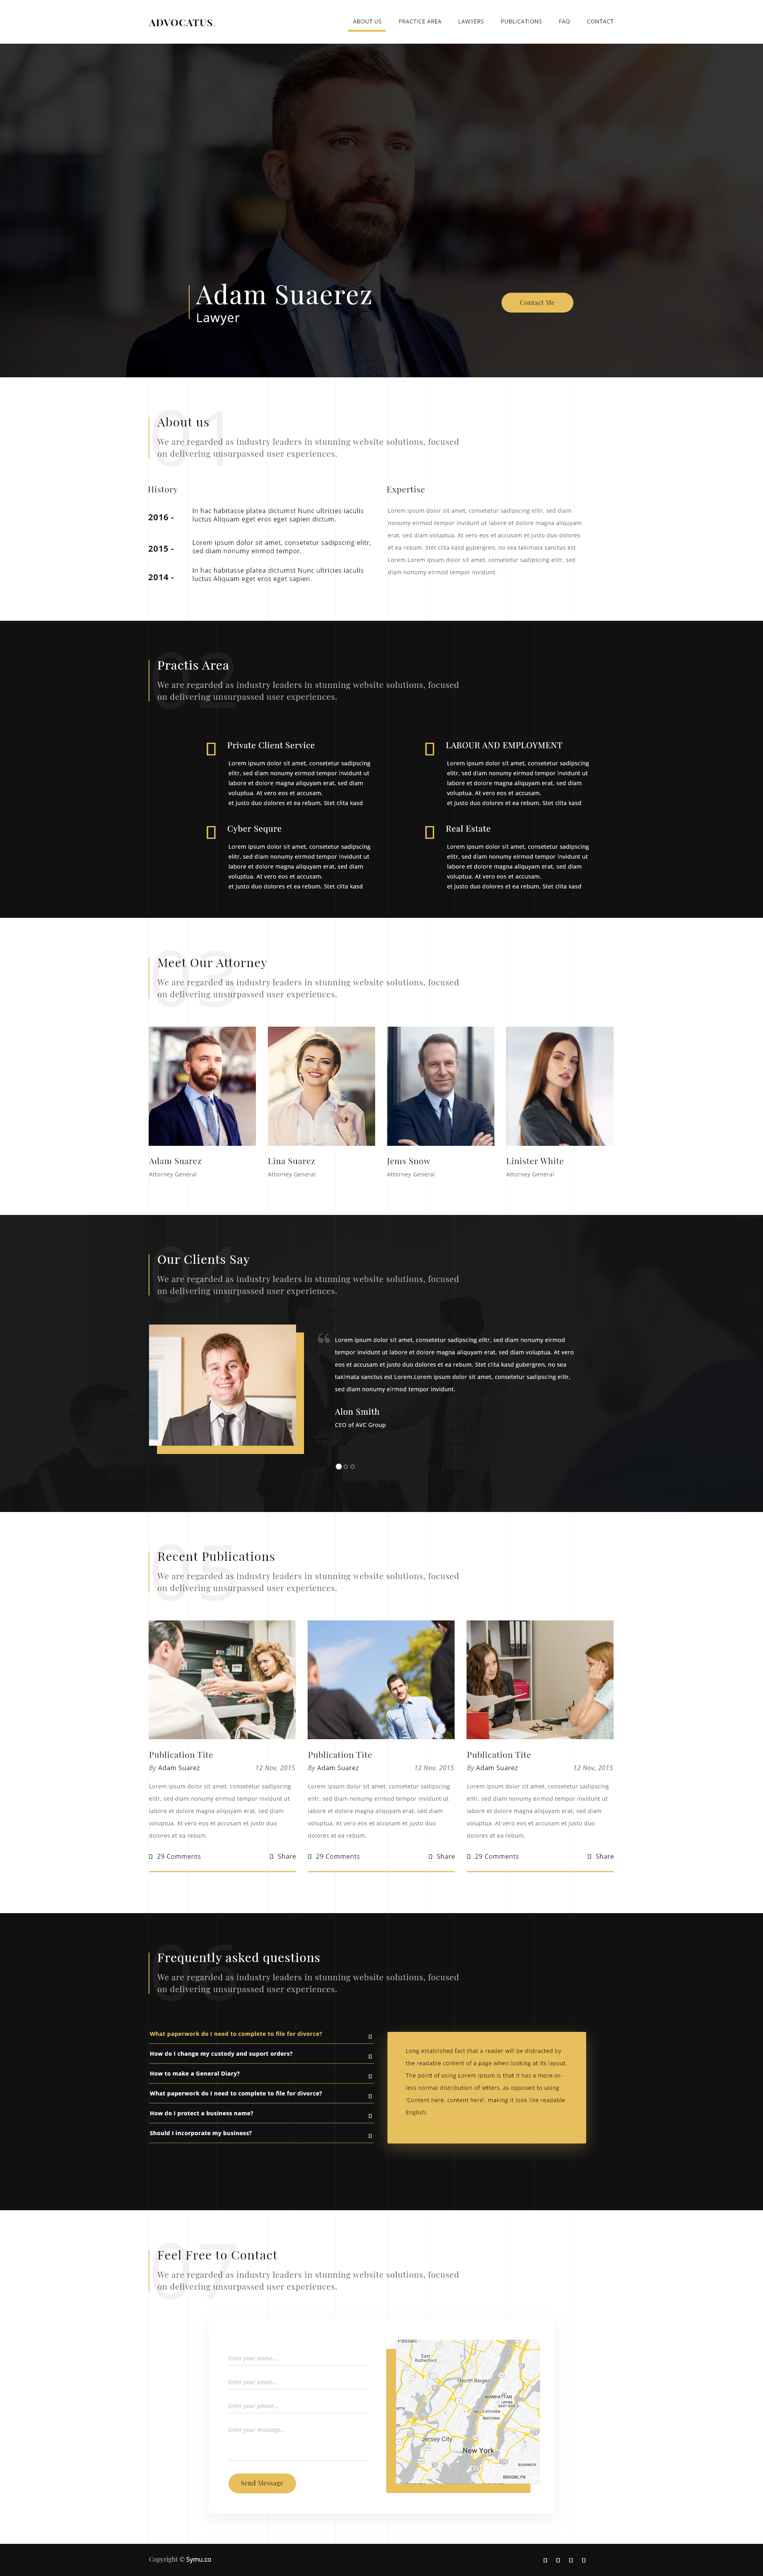 ADVOCATUS.
ABOUT US PRACTICE AREA LAWYERS PUBLICATIONS FAQ CONTACT
Adam Suaerez
Lawyer
Contact Me
01
About us
We are regarded as industry leaders in stunning website solutions, focused
on delivering unsurpassed user experiences.
History
2016 -
In hac habitasse platea dictumst Nunc ultricies iaculis
luctus Aliquam eget eros eget sapien dictum.
2015 -
Lorem ipsum dolor sit amet, consetetur sadipscing elitr,
sed diam nonumy eirmod tempor.
2014 -
In hac habitasse platea dictumst Nunc ultricies iaculis
luctus Aliquam eget eros eget sapien.
Expertise
Lorem ipsum dolor sit amet, consetetur sadipscing elitr, sed diam
nonumy eirmod tempor invidunt ut labore et dolore magna aliquyam
erat, sed diam voluptua. At vero eos et accusam et justo duo dolores
et ea rebum. Stet clita kasd gubergren, no sea takimata sanctus est
Lorem.Lorem ipsum dolor sit amet, consetetur sadipscing elitr, sed
diam nonumy eirmod tempor invidunt.
02
Practis Area
We are regarded as industry leaders in stunning website solutions, focused
on delivering unsurpassed user experiences.
Private Client Service
Lorem ipsum dolor sit amet, consetetur sadipscing
elitr, sed diam nonumy eirmod tempor invidunt ut
labore et dolore magna aliquyam erat, sed diam
voluptua. At vero eos et accusam.
et justo duo dolores et ea rebum. Stet clita kasd
LABOUR AND EMPLOYMENT
Lorem ipsum dolor sit amet, consetetur sadipscing
elitr, sed diam nonumy eirmod tempor invidunt ut
labore et dolore magna aliquyam erat, sed diam
voluptua. At vero eos et accusam.
et justo duo dolores et ea rebum. Stet clita kasd
Cyber Sequre
Lorem ipsum dolor sit amet, consetetur sadipscing
elitr, sed diam nonumy eirmod tempor invidunt ut
labore et dolore magna aliquyam erat, sed diam
voluptua. At vero eos et accusam.
et justo duo dolores et ea rebum. Stet clita kasd
Real Estate
Lorem ipsum dolor sit amet, consetetur sadipscing
elitr, sed diam nonumy eirmod tempor invidunt ut
labore et dolore magna aliquyam erat, sed diam
voluptua. At vero eos et accusam.
et justo duo dolores et ea rebum. Stet clita kasd
03
Meet Our Attorney
We are regarded as industry leaders in stunning website solutions, focused
on delivering unsurpassed user experiences.
Adam Suarez
Attorney General
Lina Suarez
Attorney General
Jems Snow
Attorney General
Linister White
Attorney General
04
Our Clients Say
We are regarded as industry leaders in stunning website solutions, focused
on delivering unsurpassed user experiences.
“
Lorem ipsum dolor sit amet, consetetur sadipscing elitr, sed diam nonumy eirmod
tempor invidunt ut labore et dolore magna aliquyam erat, sed diam voluptua. At vero
eos et accusam et justo duo dolores et ea rebum. Stet clita kasd gubergren, no sea
takimata sanctus est Lorem.Lorem ipsum dolor sit amet, consetetur sadipscing elitr,
sed diam nonumy eirmod tempor invidunt.
Alon Smith
CEO of AVC Group
05
Recent Publications
We are regarded as industry leaders in stunning website solutions, focused
on delivering unsurpassed user experiences.
Publication Tite
By Adam Suarez 12 Nov, 2015
Lorem ipsum dolor sit amet, consetetur sadipscing
elitr, sed diam nonumy eirmod tempor invidunt ut
labore et dolore magna aliquyam erat, sed diam
voluptua. At vero eos et accusam et justo duo
dolores et ea rebum.
29 Comments Share
Publication Tite
By Adam Suarez 12 Nov, 2015
Lorem ipsum dolor sit amet, consetetur sadipscing
elitr, sed diam nonumy eirmod tempor invidunt ut
labore et dolore magna aliquyam erat, sed diam
voluptua. At vero eos et accusam et justo duo
dolores et ea rebum.
29 Comments Share
Publication Tite
By Adam Suarez 12 Nov, 2015
Lorem ipsum dolor sit amet, consetetur sadipscing
elitr, sed diam nonumy eirmod tempor invidunt ut
labore et dolore magna aliquyam erat, sed diam
voluptua. At vero eos et accusam et justo duo
dolores et ea rebum.
29 Comments Share
06
Frequently asked questions
We are regarded as industry leaders in stunning website solutions, focused
on delivering unsurpassed user experiences.
What paperwork do I need to complete to file for divorce?
How do I change my custody and suport orders?
How to make a General Diary?
What paperwork do I need to complete to file for divorce?
How do I protect a business name?
Should I incorporate my business?
Long established fact that a reader will be distracted by
the readable content of a page when looking at its layout.
The point of using Lorem Ipsum is that it has a more-or-
less normal distribution of letters, as opposed to using
'Content here, content here', making it look like readable
English.
07
Feel Free to Contact
We are regarded as industry leaders in stunning website solutions, focused
on delivering unsurpassed user experiences.
Enter your name...
Enter your email...
Enter your phone...
Enter your massage...
Send Message
Passaic
East
Rutherford
North Bergen
MANHATTAN
UPPER
EAST SIDE
HELL'S KITCHEN
MIDTOWN
Jersey City
New York
BUSHWICK
BROOKLYN
Copyright © Symu.co